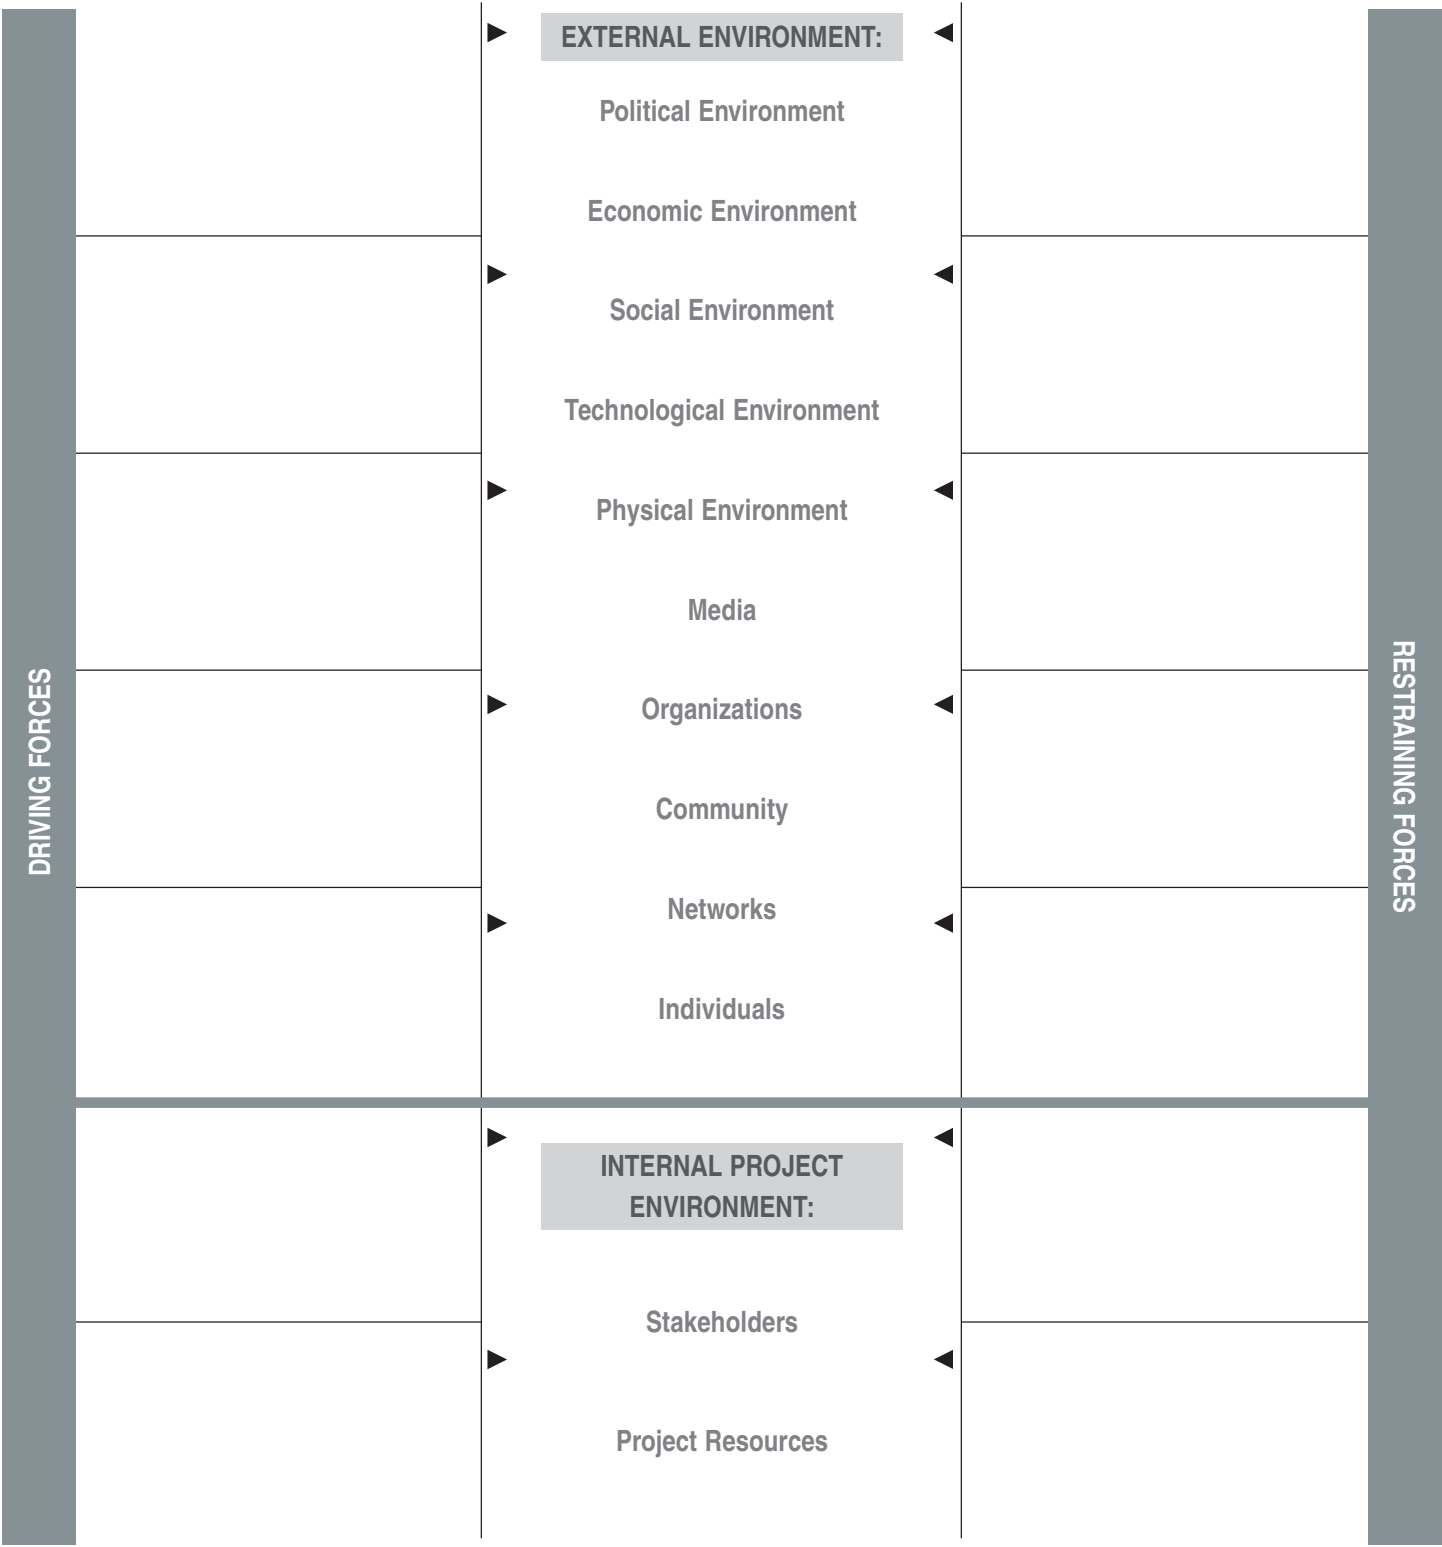 EXTERNAL ENVIRONMENT:
Political Environment
Economic Environment
Social Environment
Technological Environment
Physical Environment
Media
Organizations
Community
Networks
Individuals
DRIVING FORCES
RESTRAINING FORCES
INTERNAL PROJECT
ENVIRONMENT:
Stakeholders
Project Resources